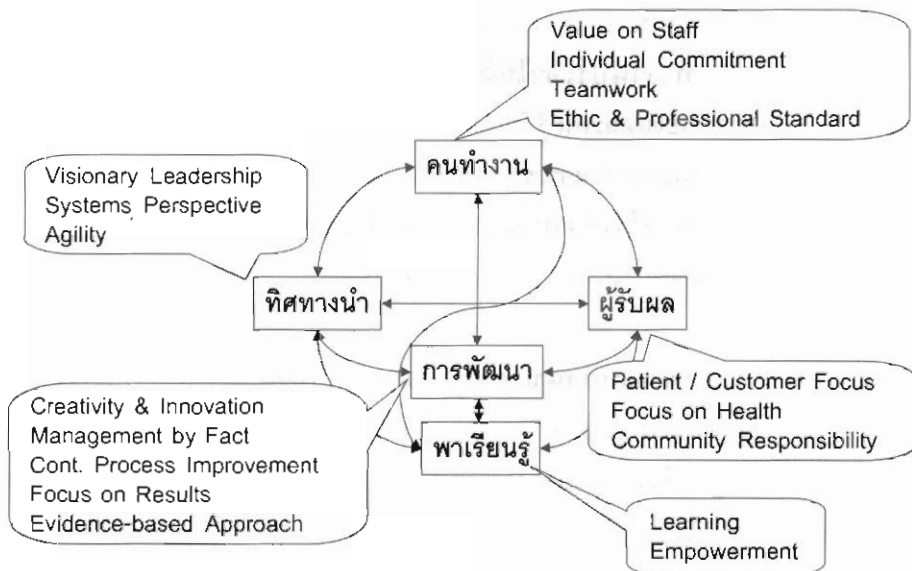 Value on Staff
Individual Commitment
Teamwork
Ethic & Professional Standard
คนทำงาน
Visionary Leadership
Systems Perspective
Agility
ทิศทางนำ
ผู้รับผล
การพัฒนา
Patient / Customer Focus
Focus on Health
Community Responsibility
Creativity & Innovation
Management by Fact
Cont. Process Improvement
Focus on Results
Evidence-based Approach
พาเรียนรู้
Learning
Empowerment